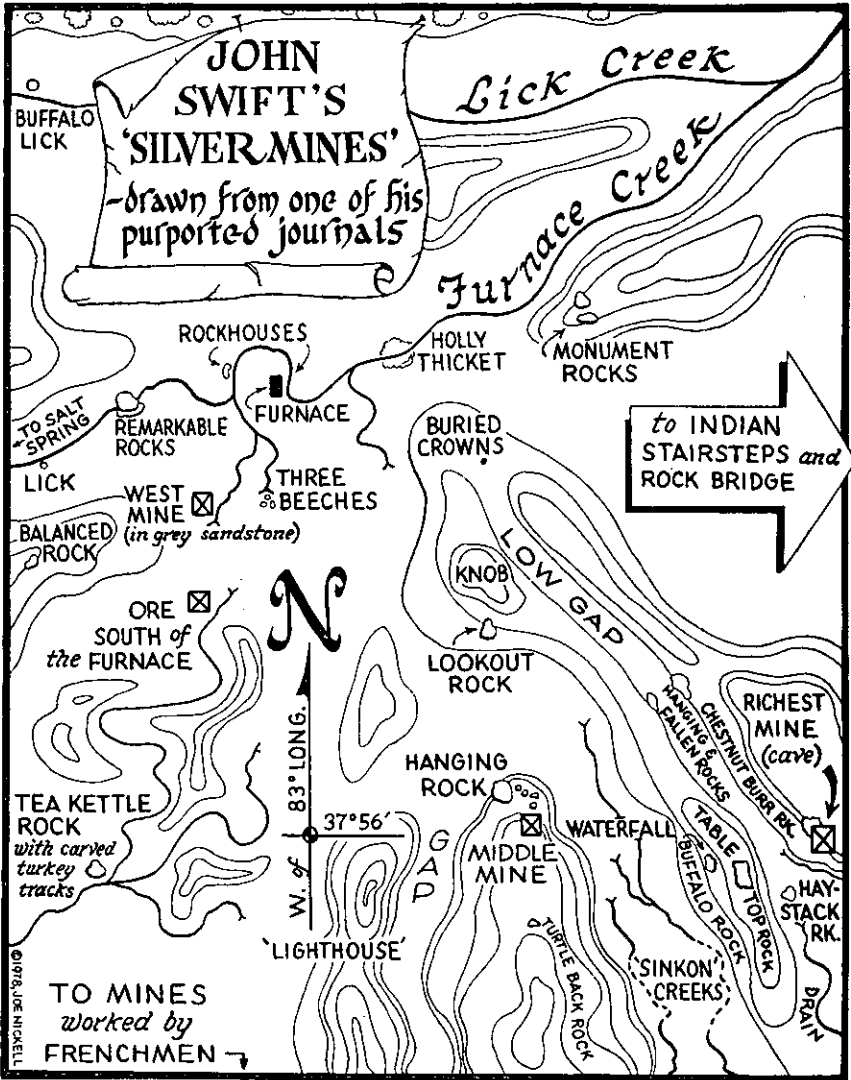 JOHN
SWIFT'S
'SILVER MINES'
-drawn from one of his
purported journals
Lick Creek
Furnace Creek
BUFFALO
LICK
ROCKHOUSES
HOLLY
THICKET
MONUMENT
ROCKS
FURNACE
TO SALT
SPRING
REMARKABLE
ROCKS
LICK
BURIED
CROWNS
to INDIAN
STAIRSTEPS and
ROCK BRIDGE
THREE
BEECHES
WEST
MINE
(in grey sandstone)
BALANCED
ROCK
LOW GAP
KNOB
N
ORE
SOUTH of
the FURNACE
LOOKOUT
ROCK
HANGING &
FALLEN ROCKS
CHESTNUT BURR RK.
RICHEST
MINE
(cave)
W. of 83° LONG.
37°56'
HANGING
ROCK
GAP
TEA KETTLE
ROCK
with carved
turkey
tracks
MIDDLE
MINE
WATERFALL
TABLE
TOP ROCK
BUFFALO ROCK
HAY-
STACK
RK.
'LIGHTHOUSE'
TURTLE BACK ROCK
SINKON'
CREEKS
DRAIN
TO MINES
worked by
FRENCHMEN
©1978, JOE NICKELL